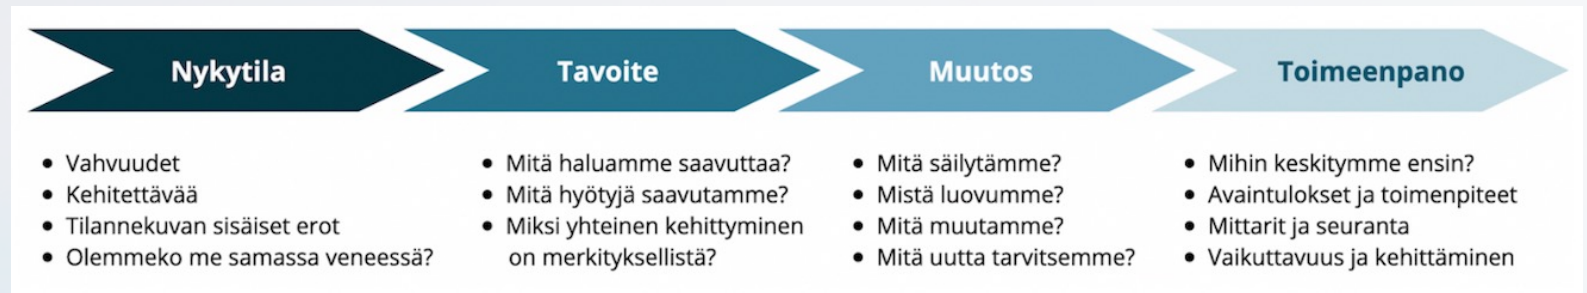 Nykytila
• Vahvuudet
• Kehitettävää
• Tilannekuvan sisäiset erot
• Olemmeko me samassa veneessä?
Tavoite
• Mitä haluamme saavuttaa?
• Mitä hyötyjä saavutamme?
• Miksi yhteinen kehittyminen
on merkityksellistä?
Muutos
• Mitä säilytämme?
• Mistä luovumme?
• Mitä muutamme?
• Mitä uutta tarvitsemme?
Toimeenpano
• Mihin keskitymme ensin?
• Avaintulokset ja toimenpiteet
• Mittarit ja seuranta
• Vaikuttavuus ja kehittäminen